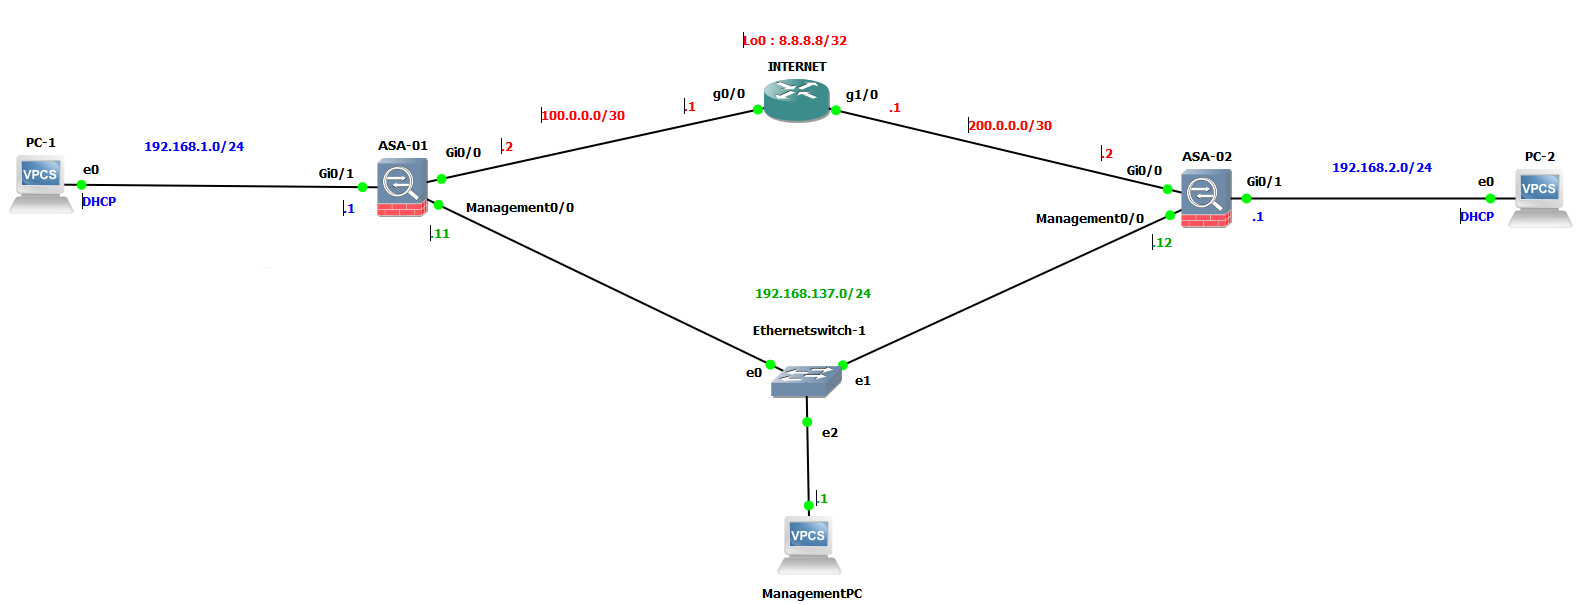 Lo0 : 8.8.8.8/32
INTERNET
g0/0
g1/0
.1
.1
100.0.0.0/30
200.0.0.0/30
PC-1
192.168.1.0/24
ASA-01
.2
Gi0/0
.2
ASA-02
192.168.2.0/24
PC-2
VPCS
e0
Gi0/1
Gi0/0
Gi0/1
e0
VPCS
DHCP
.1
Management0/0
Management0/0
.1
DHCP
.11
.12
192.168.137.0/24
Ethernetswitch-1
e0
e1
e2
.1
VPCS
ManagementPC